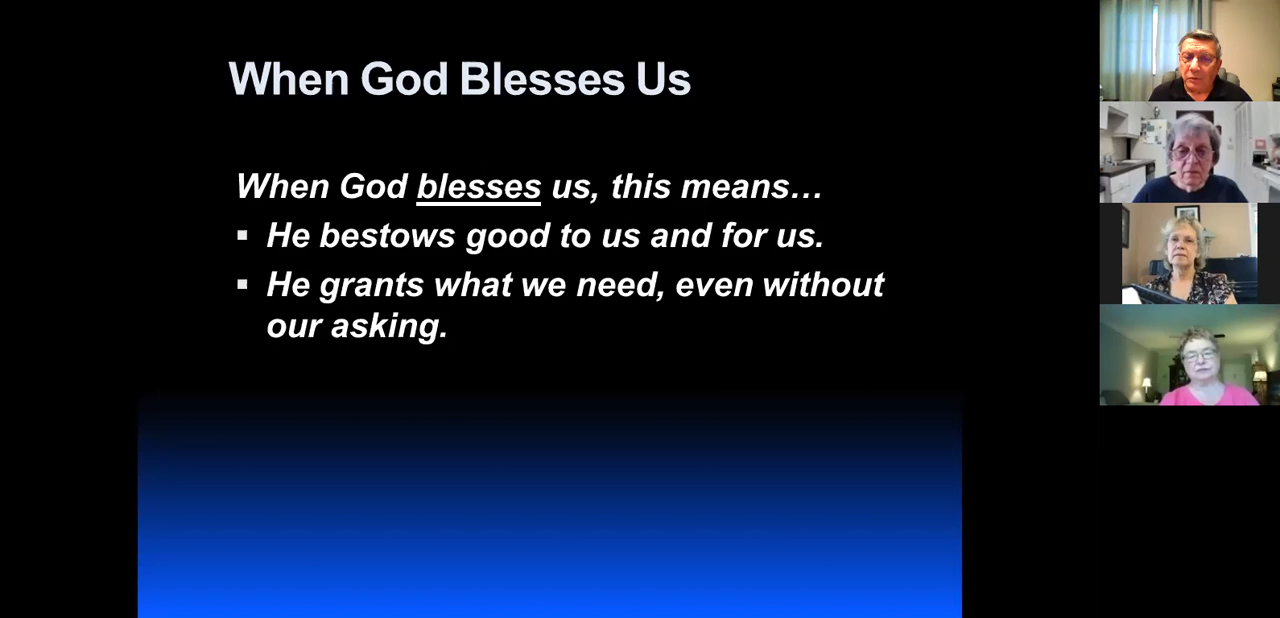 When God Blesses Us
When God blesses us, this means…
▪ He bestows good to us and for us.
▪ He grants what we need, even without
our asking.